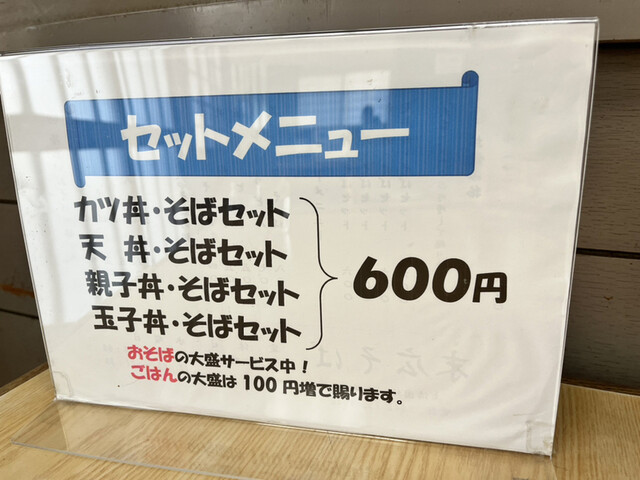 セットメニュー
カツ丼・そばセット
天 丼・そばセット
親子丼・そばセット
玉子丼・そばセット
600円
おそばの大盛サービス中！
ごはんの大盛は100円増で賜ります。